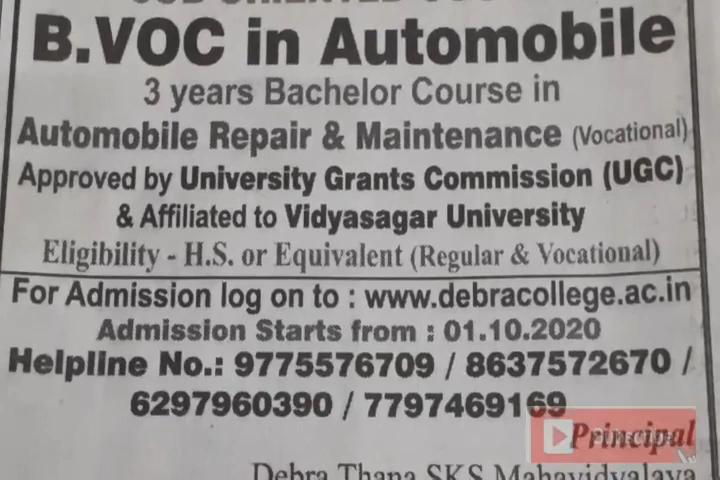 B.VOC in Automobile
3 years Bachelor Course in
Automobile Repair & Maintenance (Vocational)
Approved by University Grants Commission (UGC)
& Affiliated to Vidyasagar University
Eligibility - H.S. or Equivalent (Regular & Vocational)
For Admission log on to : www.debracollege.ac.in
Admission Starts from : 01.10.2020
Helpline No.: 9775576709 / 8637572670 /
6297960390 / 7797469169
Principal
Debra Thana SKS Mahavidyalaya